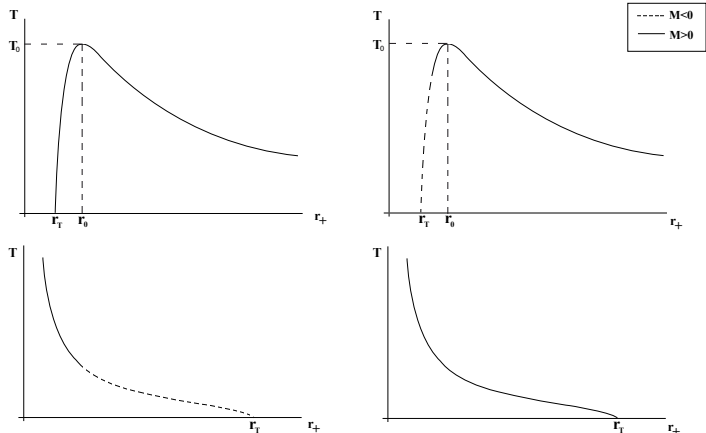 T
T₀
r_T r₀ r₊
T
T₀
r_T r₀ r₊
M<0
M>0
T
r_T r₊
T
r_T r₊